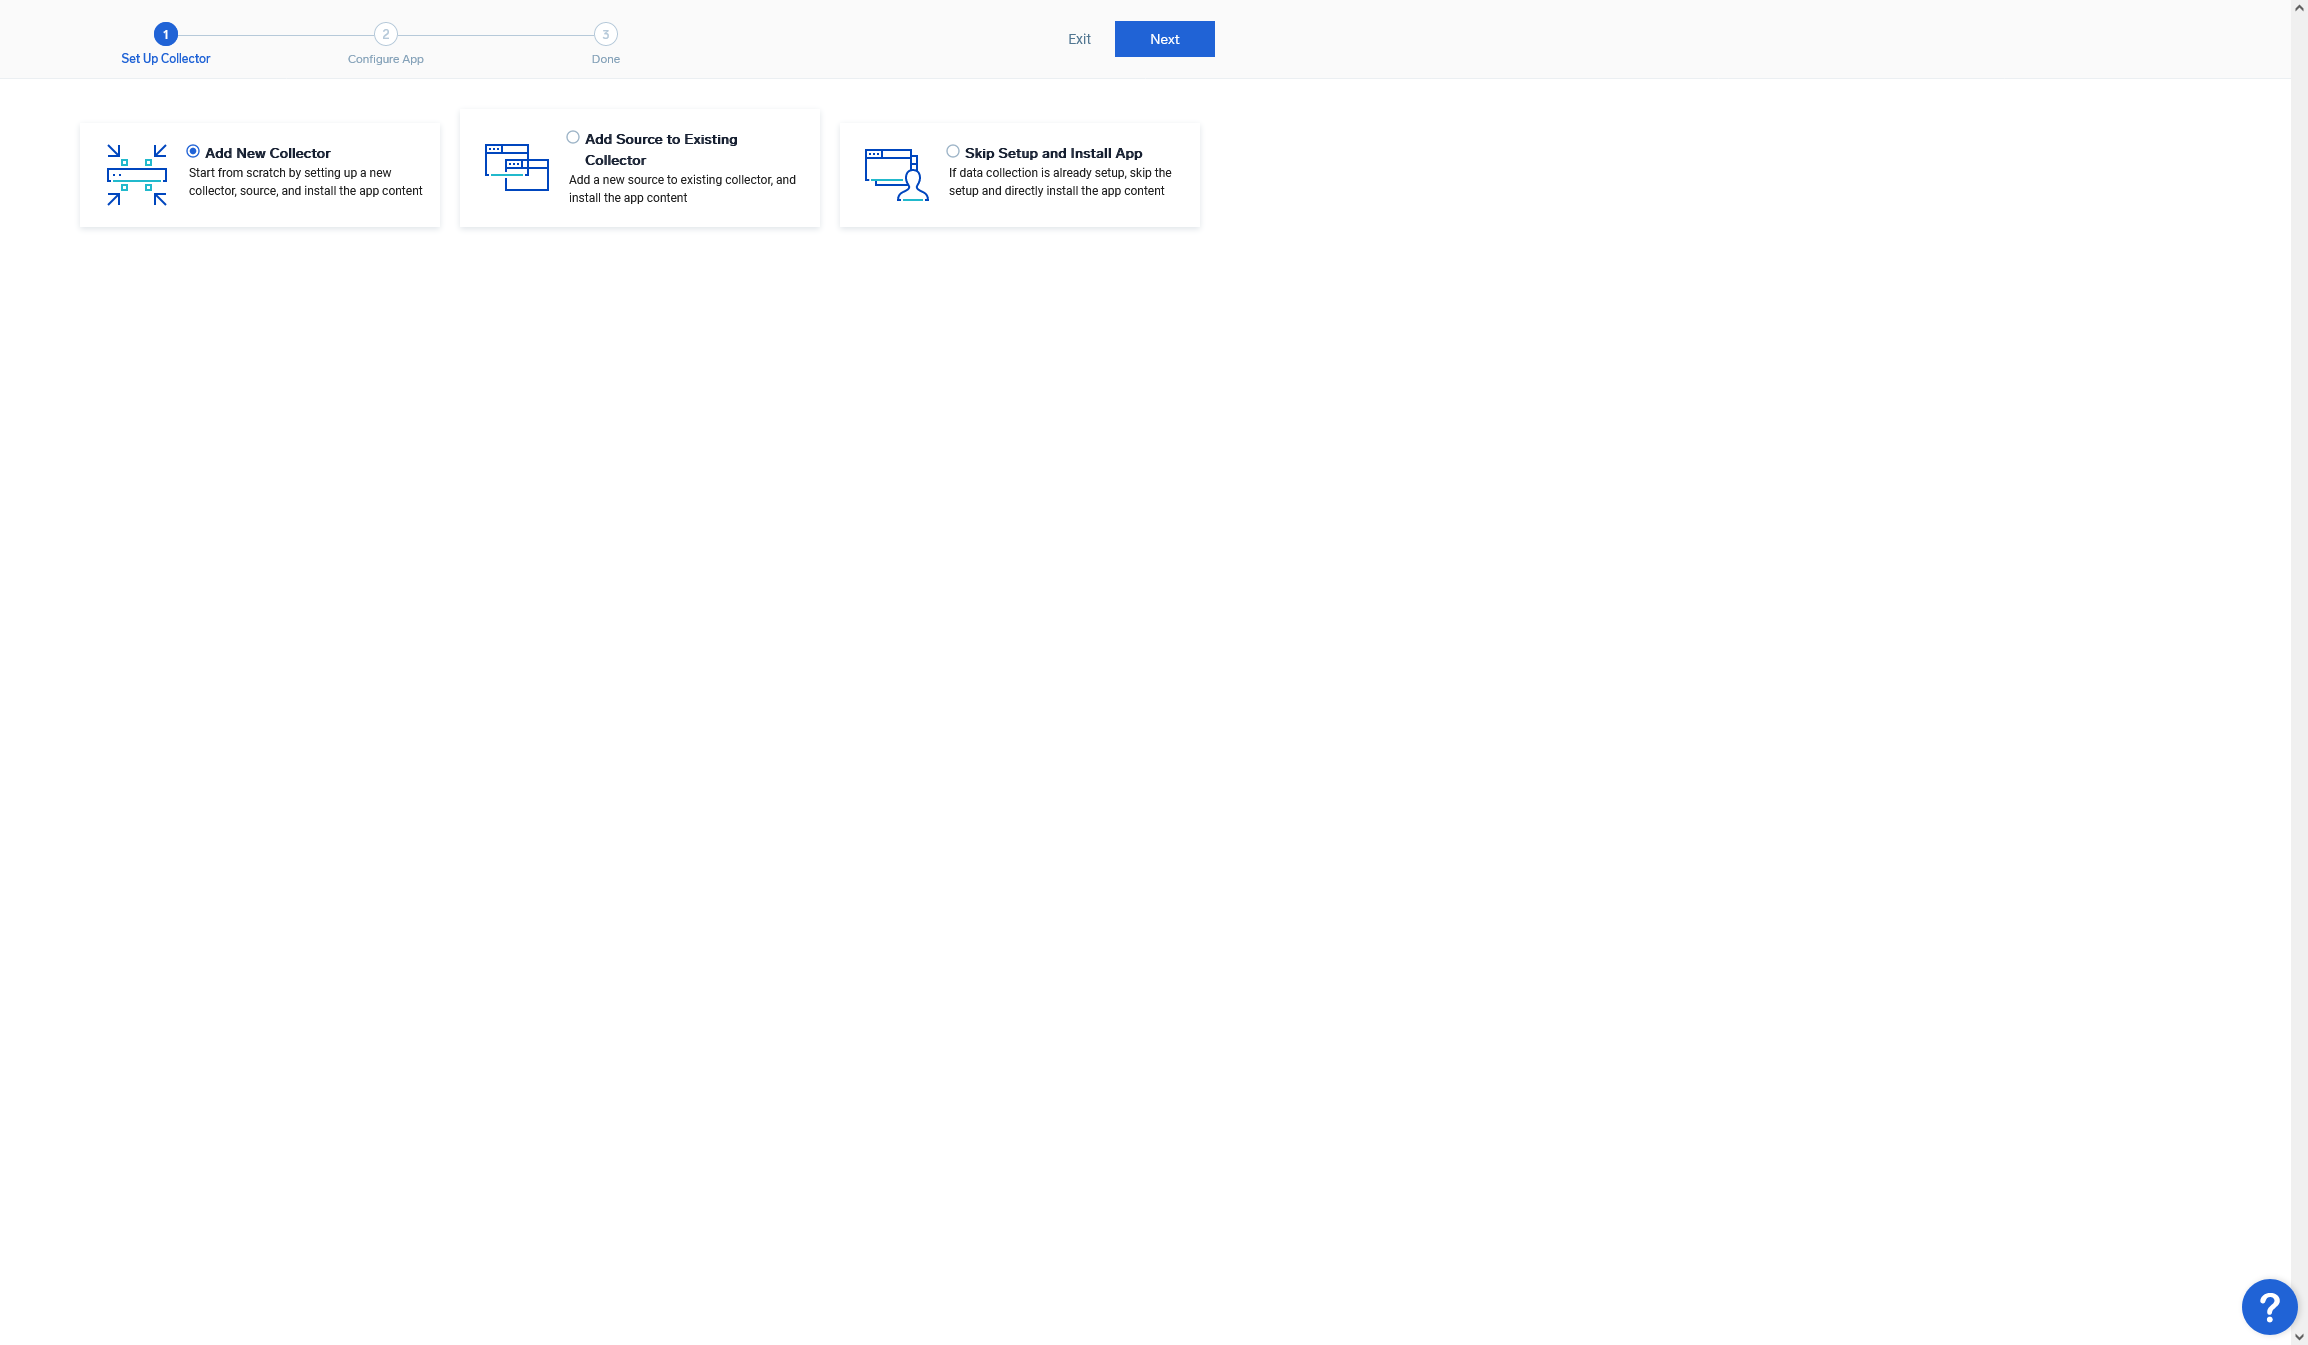 1
2
3
Set Up Collector
Configure App
Done
Exit
Next
Add New Collector
Start from scratch by setting up a new
collector, source, and install the app content
Add Source to Existing
Collector
Add a new source to existing collector, and
install the app content
Skip Setup and Install App
If data collection is already setup, skip the
setup and directly install the app content
?